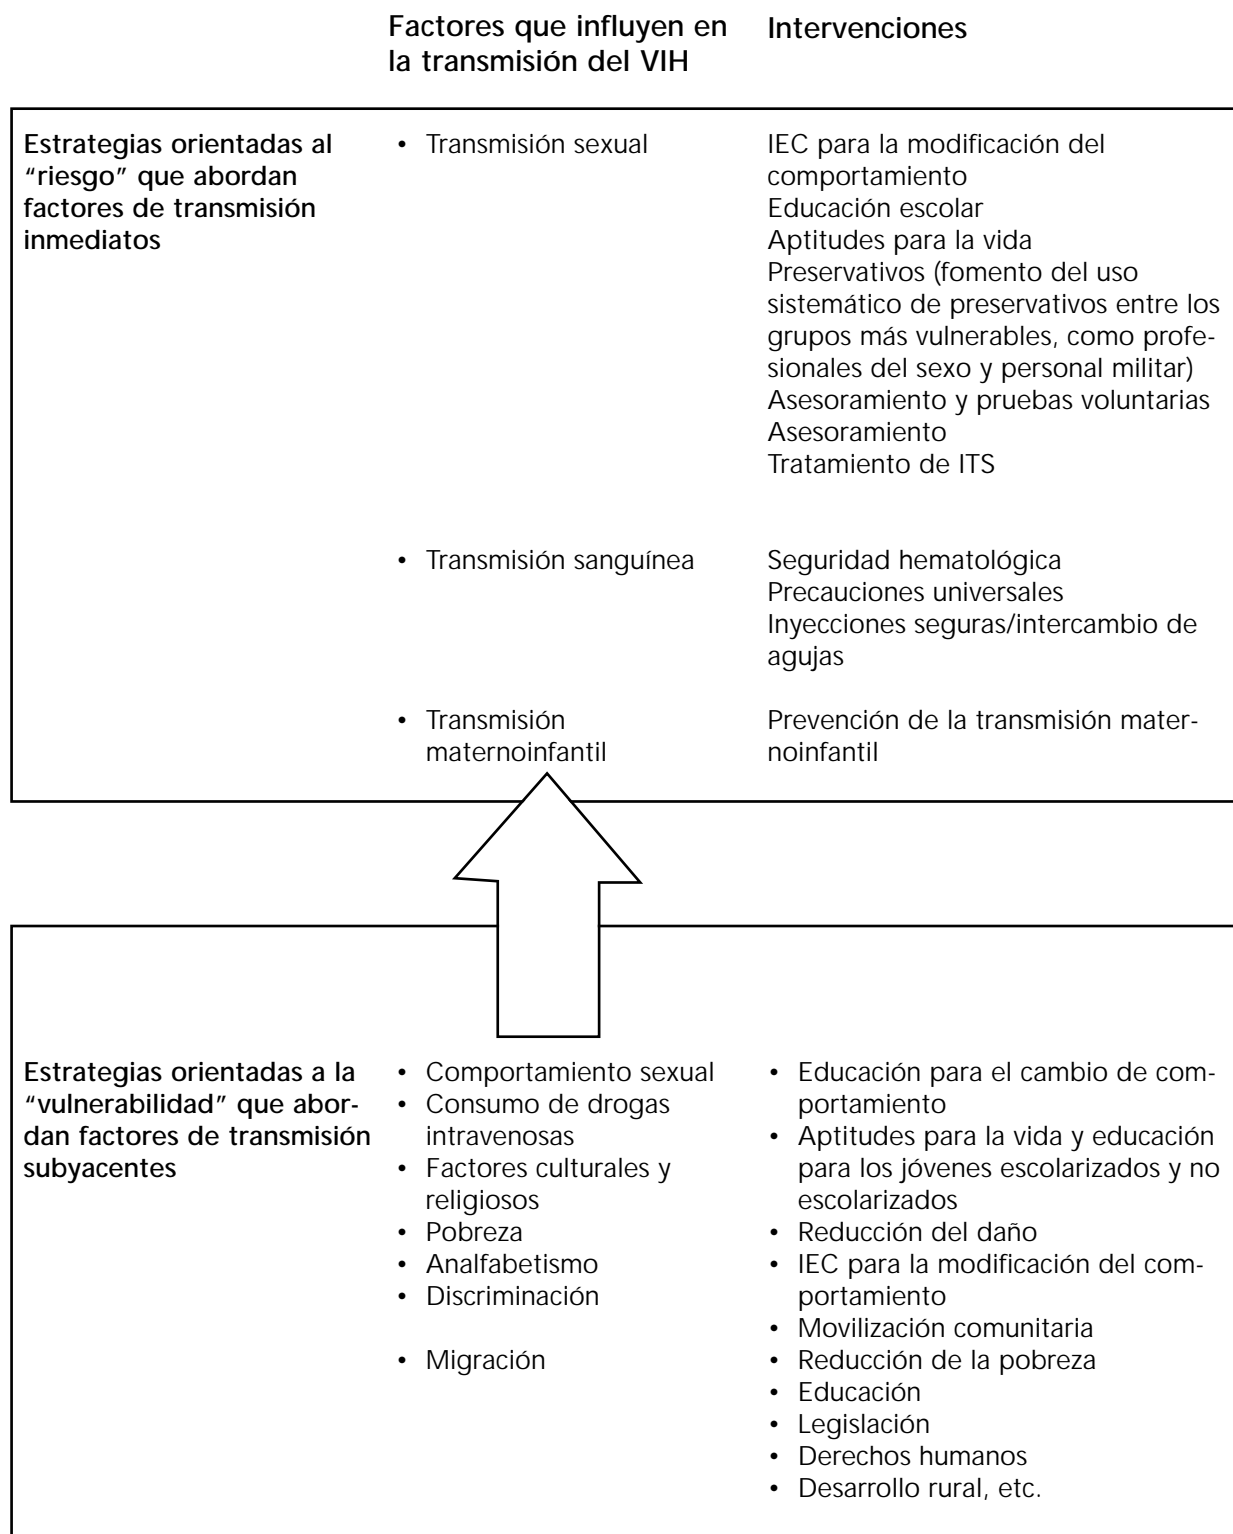 Factores que influyen en
la transmisión del VIH
Intervenciones
Estrategias orientadas al
“riesgo” que abordan
factores de transmisión
inmediatos
• Transmisión sexual
IEC para la modificación del
comportamiento
Educación escolar
Aptitudes para la vida
Preservativos (fomento del uso
sistemático de preservativos entre los
grupos más vulnerables, como profe-
sionales del sexo y personal militar)
Asesoramiento y pruebas voluntarias
Asesoramiento
Tratamiento de ITS
• Transmisión sanguínea
Seguridad hematológica
Precauciones universales
Inyecciones seguras/intercambio de
agujas
• Transmisión
maternoinfantil
Prevención de la transmisión mater-
noinfantil
Estrategias orientadas a la
“vulnerabilidad” que abor-
dan factores de transmisión
subyacentes
• Comportamiento sexual
• Consumo de drogas
intravenosas
• Factores culturales y
religiosos
• Pobreza
• Analfabetismo
• Discriminación
• Migración
• Educación para el cambio de com-
portamiento
• Aptitudes para la vida y educación
para los jóvenes escolarizados y no
escolarizados
• Reducción del daño
• IEC para la modificación del com-
portamiento
• Movilización comunitaria
• Reducción de la pobreza
• Educación
• Legislación
• Derechos humanos
• Desarrollo rural, etc.